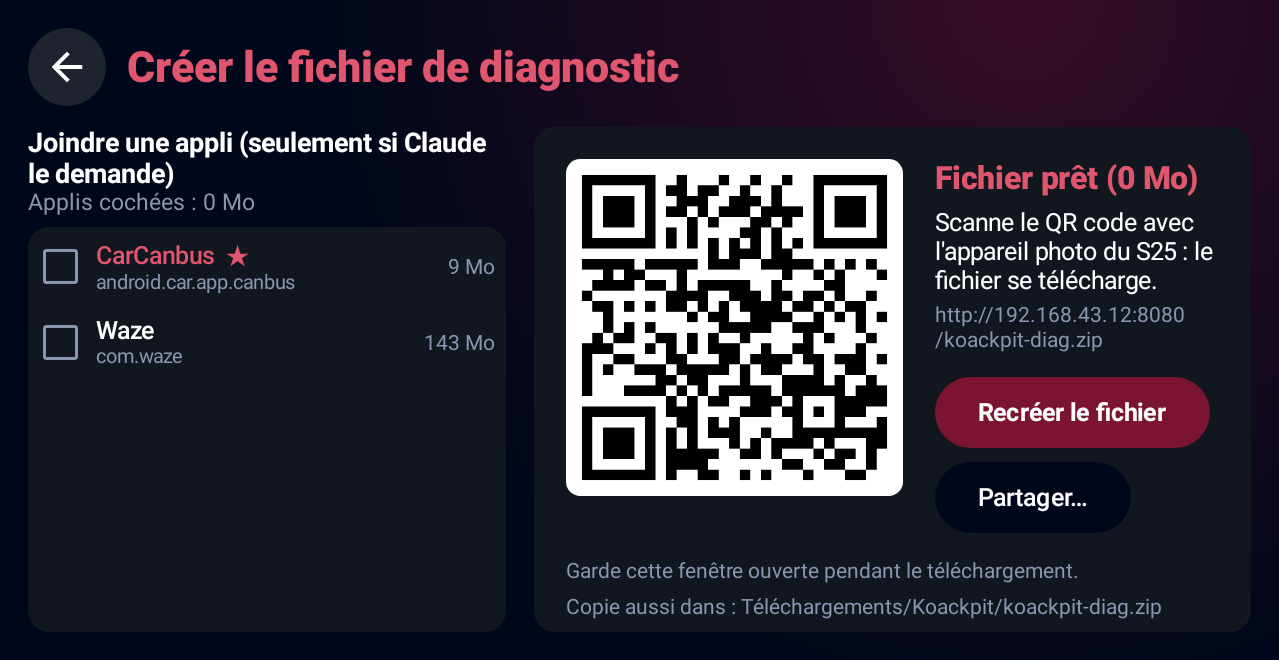 Créer le fichier de diagnostic
Joindre une appli (seulement si Claude
le demande)
Applis cochées : 0 Mo
CarCanbus ★
android.car.app.canbus
9 Mo
Waze
com.waze
143 Mo
Fichier prêt (0 Mo)
Scanne le QR code avec
l'appareil photo du S25 : le
fichier se télécharge.
http://192.168.43.12:8080
/koackpit-diag.zip
Recréer le fichier
Partager...
Garde cette fenêtre ouverte pendant le téléchargement.
Copie aussi dans : Téléchargements/Koackpit/koackpit-diag.zip